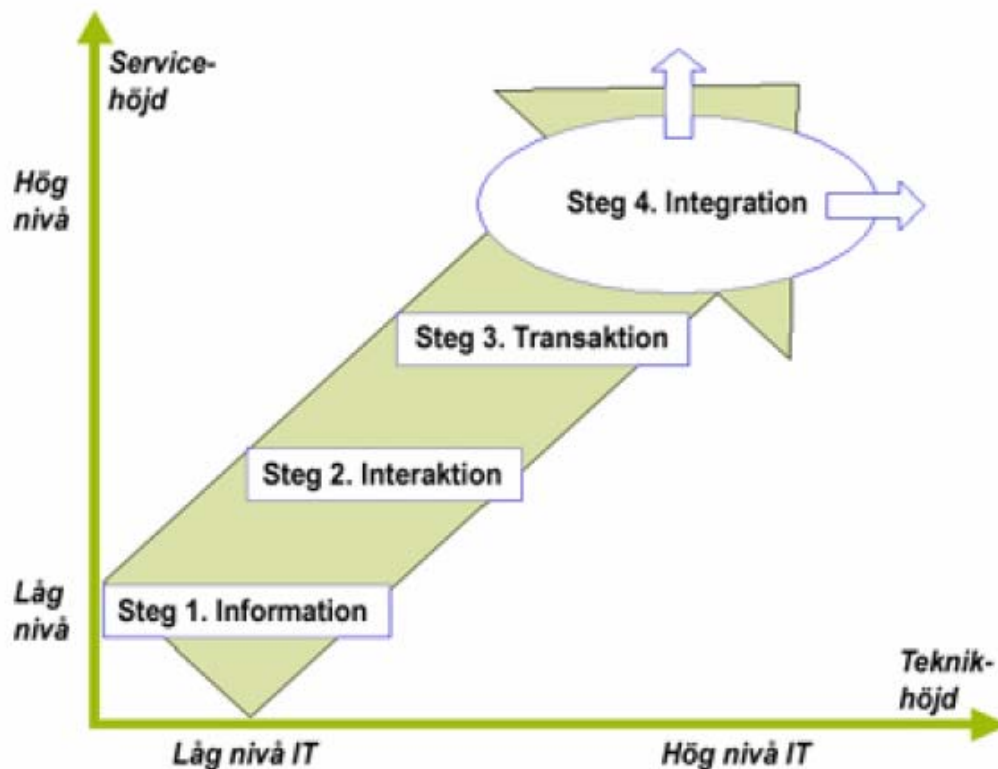 Service-
höjd
Hög
nivå
Steg 4. Integration
Steg 3. Transaktion
Steg 2. Interaktion
Låg
nivå
Steg 1. Information
Teknik-
höjd
Låg nivå IT
Hög nivå IT